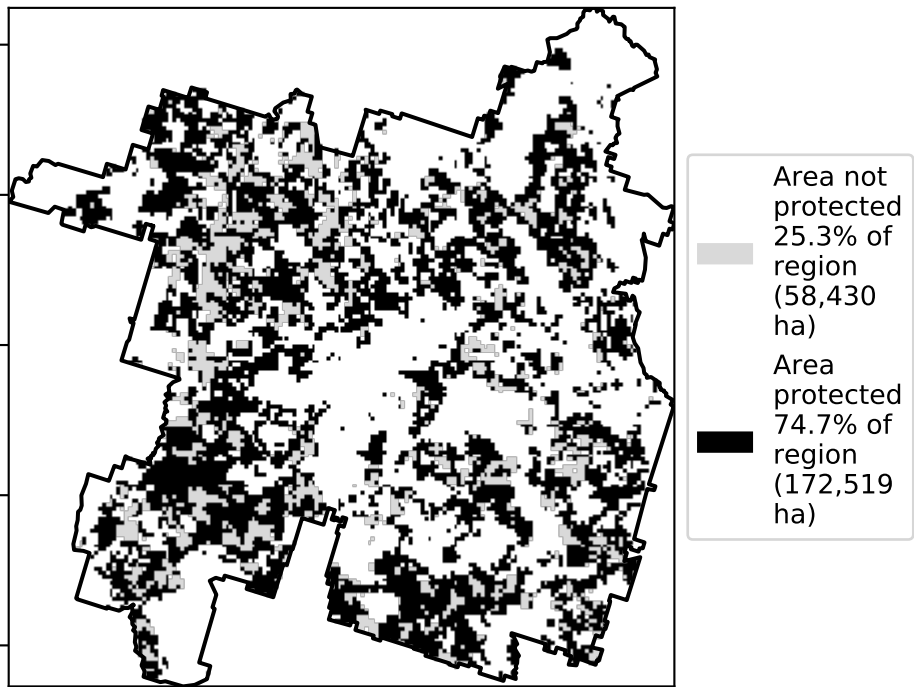 Area not
protected
25.3% of
region
(58,430
ha)
Area
protected
74.7% of
region
(172,519
ha)